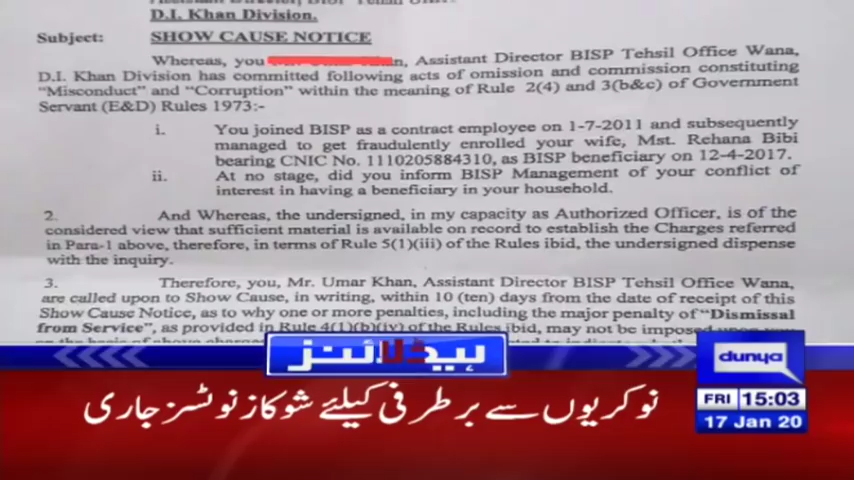 D.I. Khan Division.
Subject: SHOW CAUSE NOTICE
Whereas, you n, Assistant Director BISP Tehsil Office Wana,
D.I. Khan Division has committed following acts of omission and commission constituting
“Misconduct” and “Corruption” within the meaning of Rule 2(4) and 3(b&c) of Government
Servant (E&D) Rules 1973:-
i. You joined BISP as a contract employee on 1-7-2011 and subsequently
managed to get fraudulently enrolled your wife, Mst. Rehana Bibi
bearing CNIC No. 1110205884310, as BISP beneficiary on 12-4-2017.
ii. At no stage, did you inform BISP Management of your conflict of
interest in having a beneficiary in your household.
2. And Whereas, the undersigned, in my capacity as Authorized Officer, is of the
considered view that sufficient material is available on record to establish the Charges referred
in Para-1 above, therefore, in terms of Rule 5(1)(iii) of the Rules ibid, the undersigned dispense
with the inquiry.
3. Therefore, you, Mr. Umar Khan, Assistant Director BISP Tehsil Office Wana,
are called upon to Show Cause, in writing, within 10 (ten) days from the date of receipt of this
Show Cause Notice, as to why one or more penalties, including the major penalty of “Dismissal
from Service”, as provided in Rule 4(1)(b)(iv) of the Rules ibid, may not be imposed upon you
ہیڈلائنز
نوکریوں سے برطرفی کیلئے شوکاز نوٹسز جاری
dunya
FRI 15:03
17 Jan 20